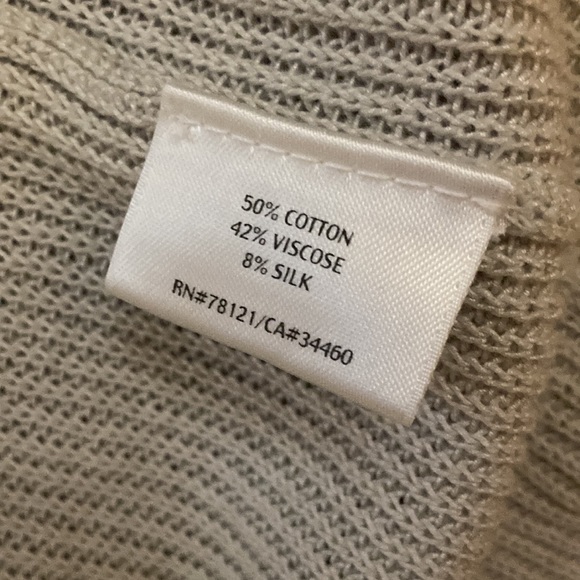 50% COTTON
42% VISCOSE
8% SILK
RN#78121/CA#34460